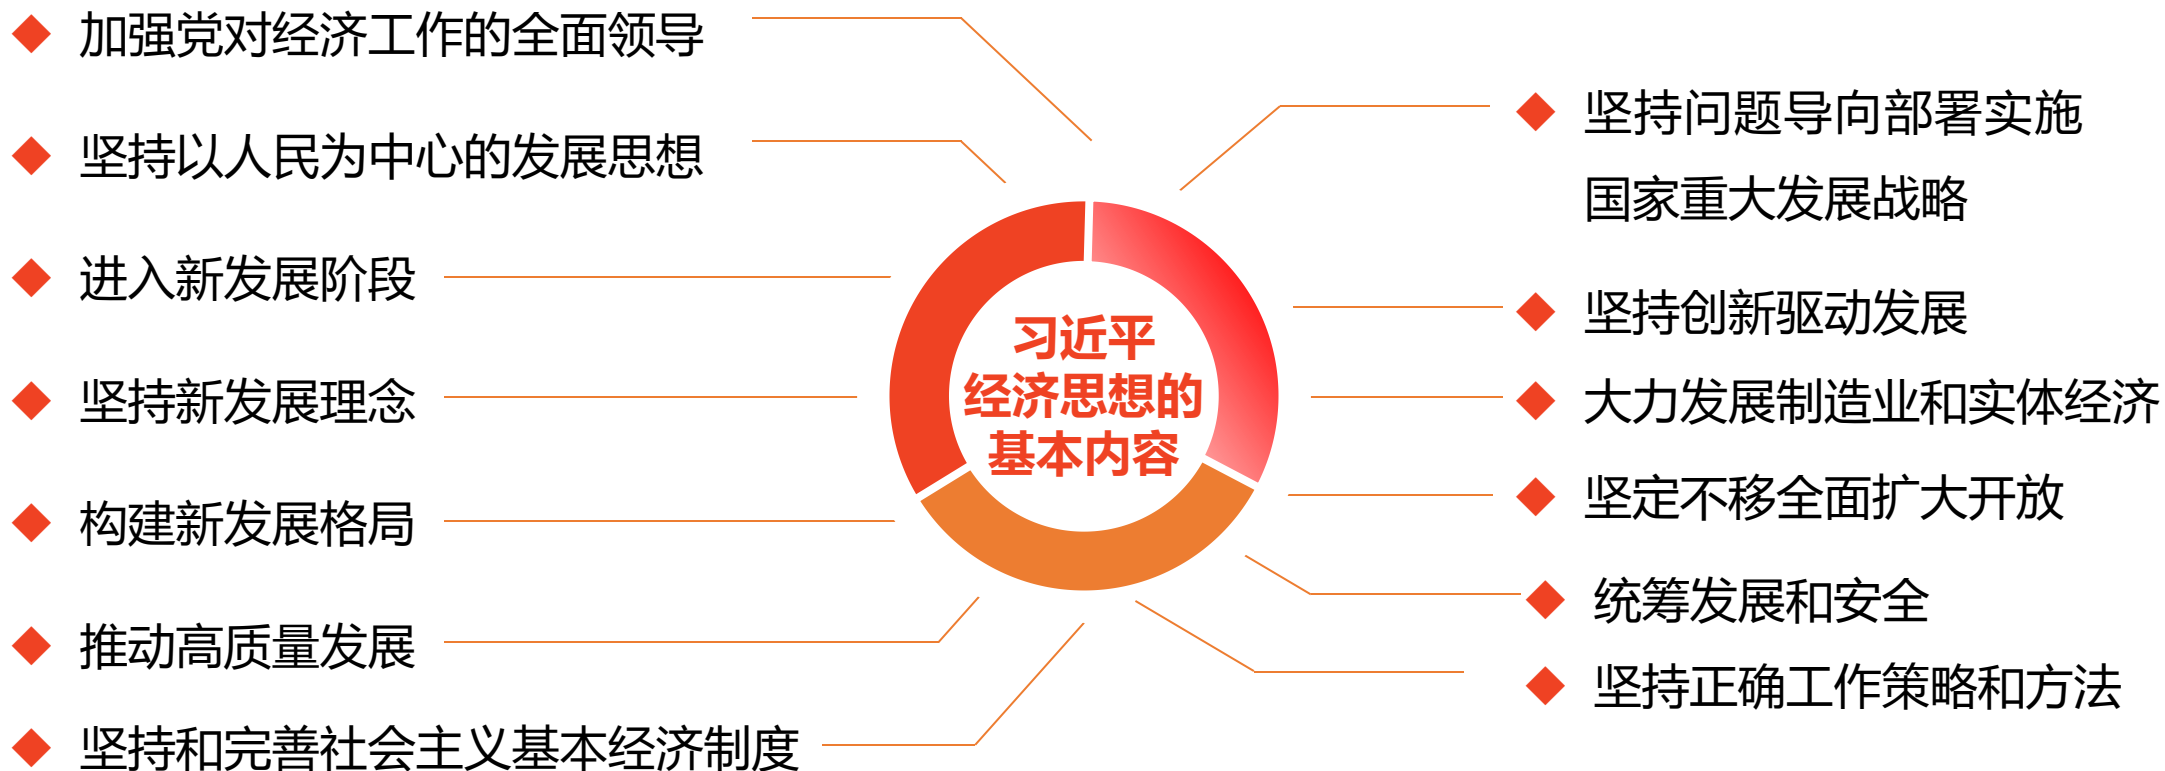 加强党对经济工作的全面领导
坚持以人民为中心的发展思想
进入新发展阶段
坚持新发展理念
构建新发展格局
推动高质量发展
坚持和完善社会主义基本经济制度
习近平
经济思想的
基本内容
坚持问题导向部署实施
国家重大发展战略
坚持创新驱动发展
大力发展制造业和实体经济
坚定不移全面扩大开放
统筹发展和安全
坚持正确工作策略和方法